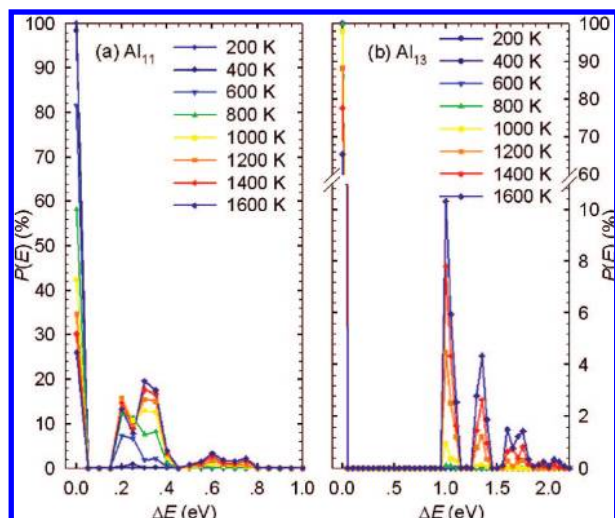 (a) Al11
200 K
400 K
600 K
800 K
1000 K
1200 K
1400 K
1600 K
P(E) (%)
100
90
80
70
60
50
40
30
20
10
0
0.0 .2 .4 .6 .8 1.0
ΔE (eV)
(b) Al13
200 K
400 K
600 K
800 K
1000 K
1200 K
1400 K
1600 K
100
90
80
70
60
10
8
6
4
2
0
P(E) (%)
0.0 .5 1.0 1.5 2.0
ΔE (eV)